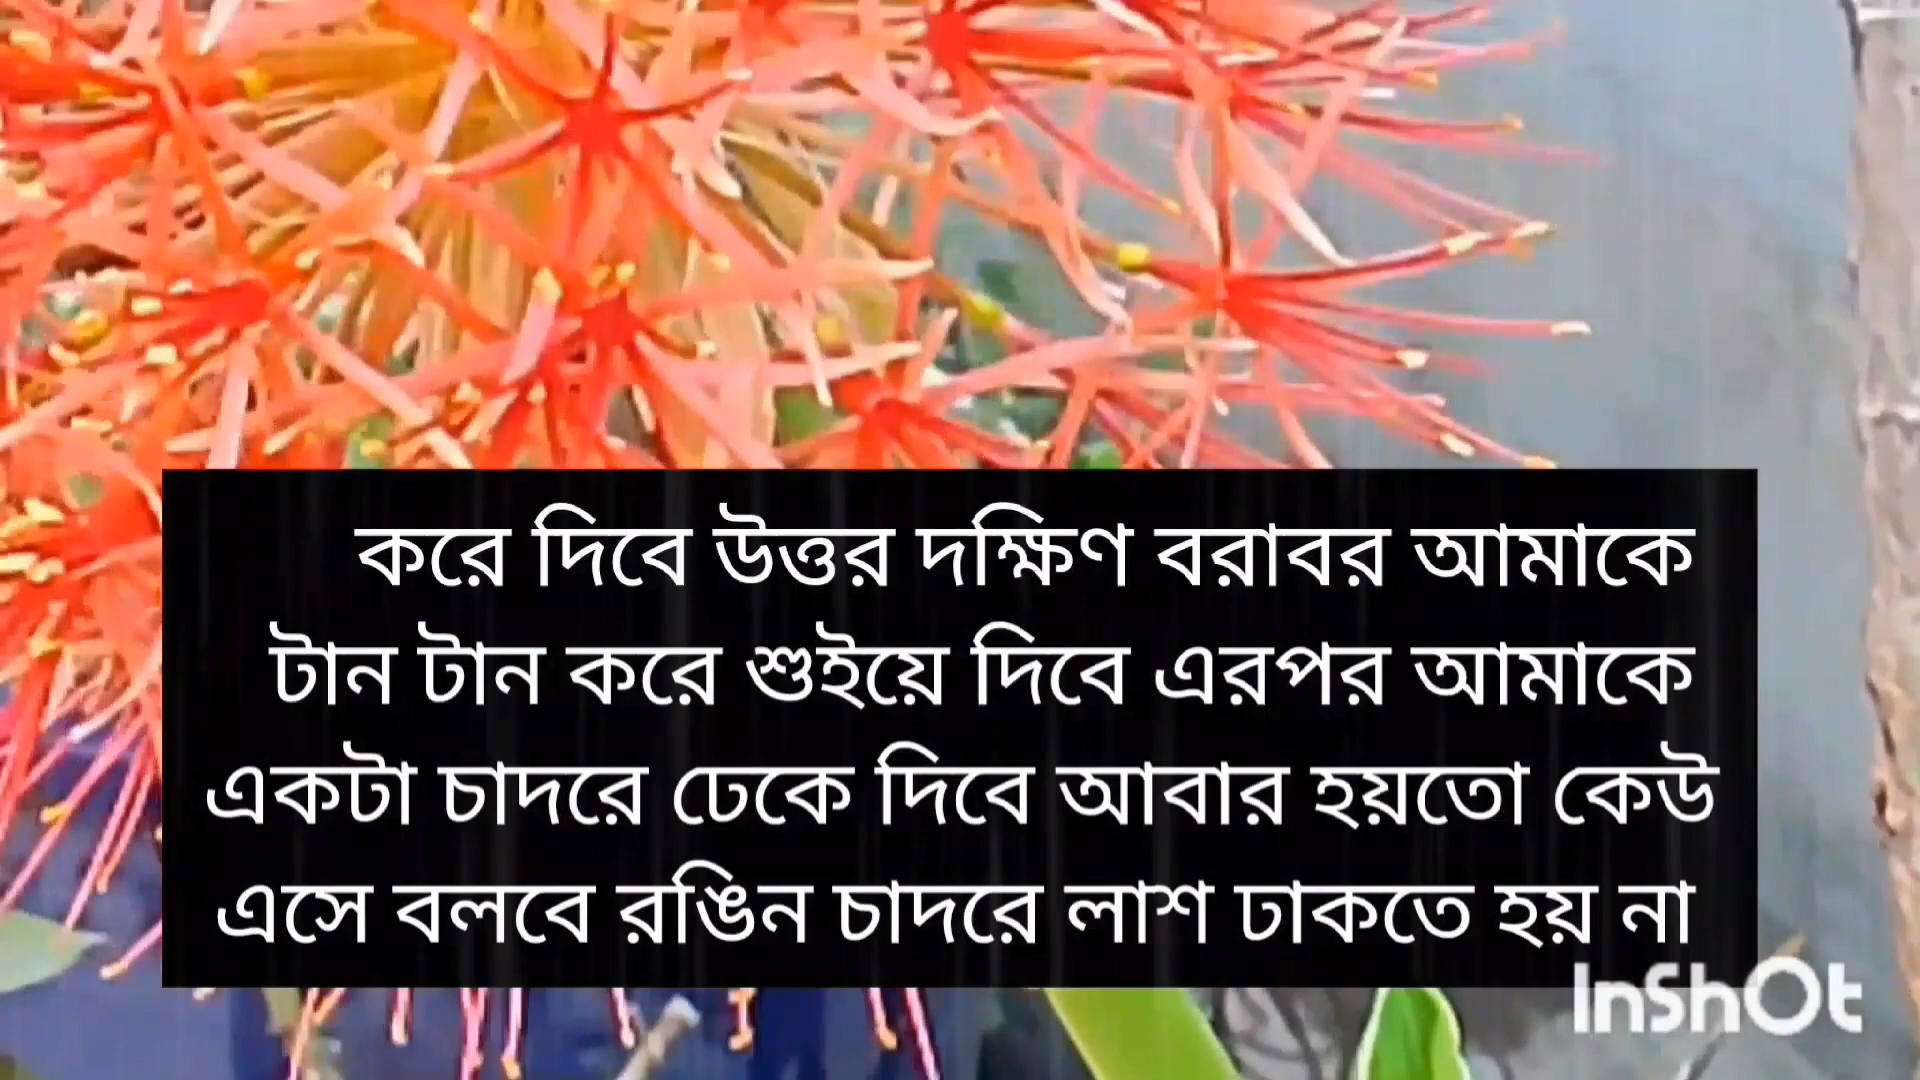 করে দিবে উত্তর দক্ষিণ বরাবর আমাকে
টান টান করে শুইয়ে দিবে এরপর আমাকে
একটা চাদরে ঢেকে দিবে আবার হয়তো কেউ
এসে বলবে রঙিন চাদরে লাশ ঢাকতে হয় না
InShOt